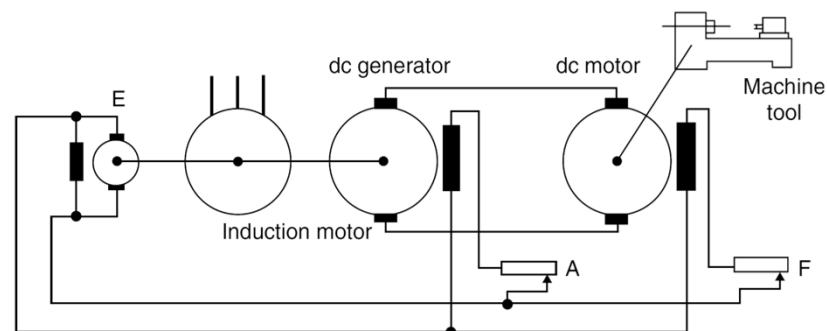 dc generator
dc motor
Machine
tool
E
Induction motor
A
F